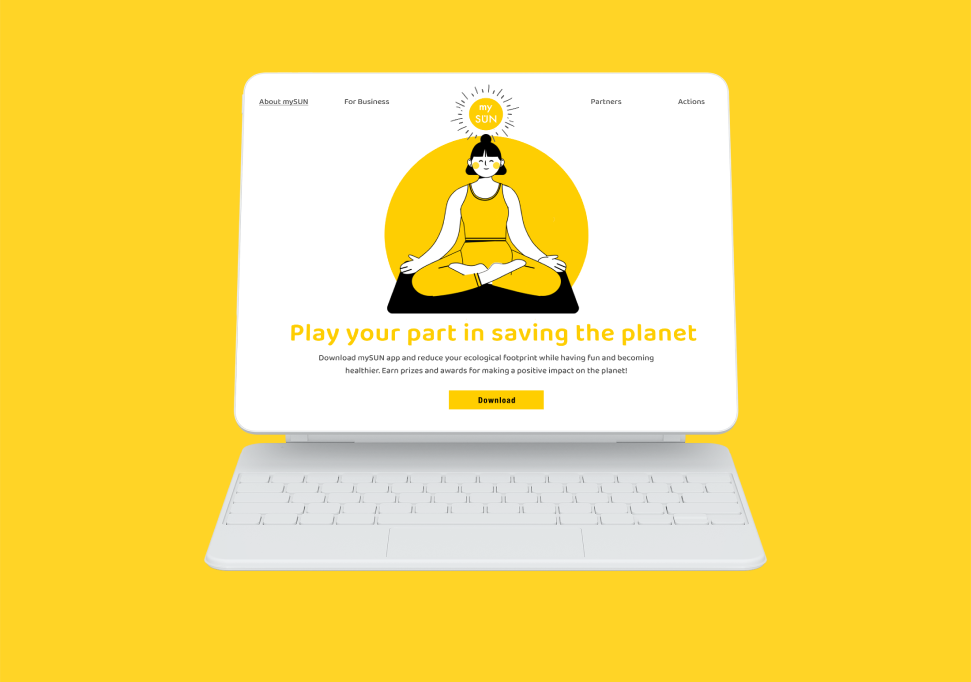 About mySUN
For Business
my
SUN
Partners
Actions
Play your part in saving the planet
Download mySUN app and reduce your ecological footprint while having fun and becoming
healthier. Earn prizes and awards for making a positive impact on the planet!
Download